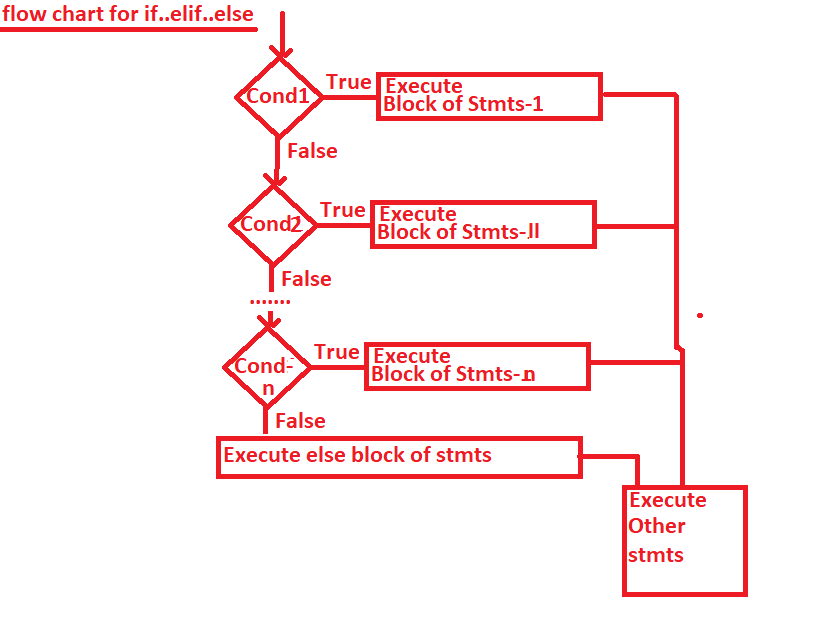 flow chart for if..elif..else
True
Execute
Block of Stmts-1
Cond1
False
True
Execute
Block of Stmts-II
Cond2
False
.......
True
Execute
Block of Stmts-n
Cond-
n
False
Execute else block of stmts
Execute
Other
stmts